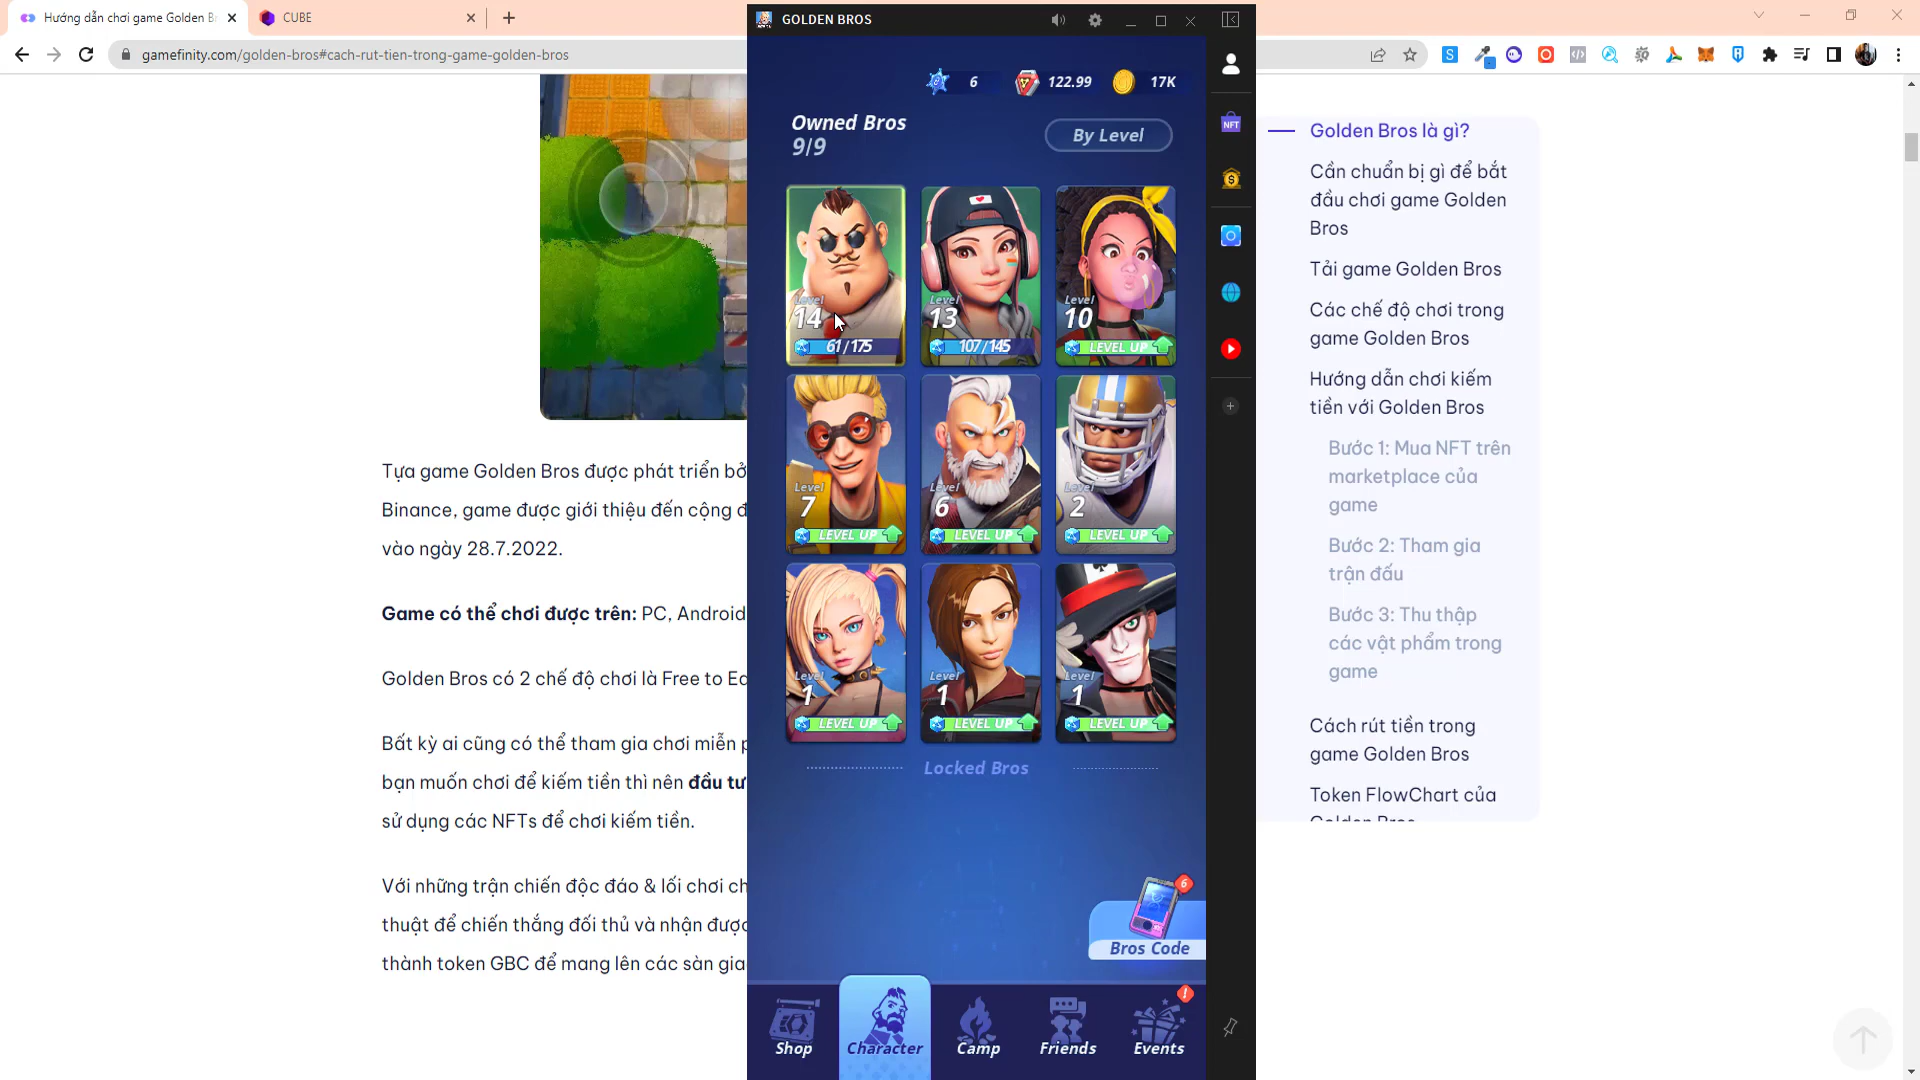 Hướng dẫn chơi game Golden Br
CUBE
gamefinity.com/golden-bros#cach-rut-tien-trong-game-golden-bros
GOLDEN BROS
6
122.99
17K
Owned Bros
9/9
By Level
Level
14
61/175
Level
13
107/145
Level
10
LEVEL UP
Level
7
LEVEL UP
Level
6
LEVEL UP
Level
2
LEVEL UP
Level
1
LEVEL UP
Level
1
LEVEL UP
Level
1
LEVEL UP
Locked Bros
6
Bros Code
Shop
Character
Camp
Friends
Events
!
NFT
Tựa game Golden Bros được phát triển bở
Binance, game được giới thiệu đến cộng đ
vào ngày 28.7.2022.
Game có thể chơi được trên: PC, Android
Golden Bros có 2 chế độ chơi là Free to Ea
Bất kỳ ai cũng có thể tham gia chơi miễn p
bạn muốn chơi để kiếm tiền thì nên đầu tư
sử dụng các NFTs để chơi kiếm tiền.
Với những trận chiến độc đáo & lối chơi ch
thuật để chiến thắng đối thủ và nhận được
thành token GBC để mang lên các sàn gia
Golden Bros là gì?
Cần chuẩn bị gì để bắt
đầu chơi game Golden
Bros
Tải game Golden Bros
Các chế độ chơi trong
game Golden Bros
Hướng dẫn chơi kiếm
tiền với Golden Bros
Bước 1: Mua NFT trên
marketplace của
game
Bước 2: Tham gia
trận đấu
Bước 3: Thu thập
các vật phẩm trong
game
Cách rút tiền trong
game Golden Bros
Token FlowChart của
Golden Bros